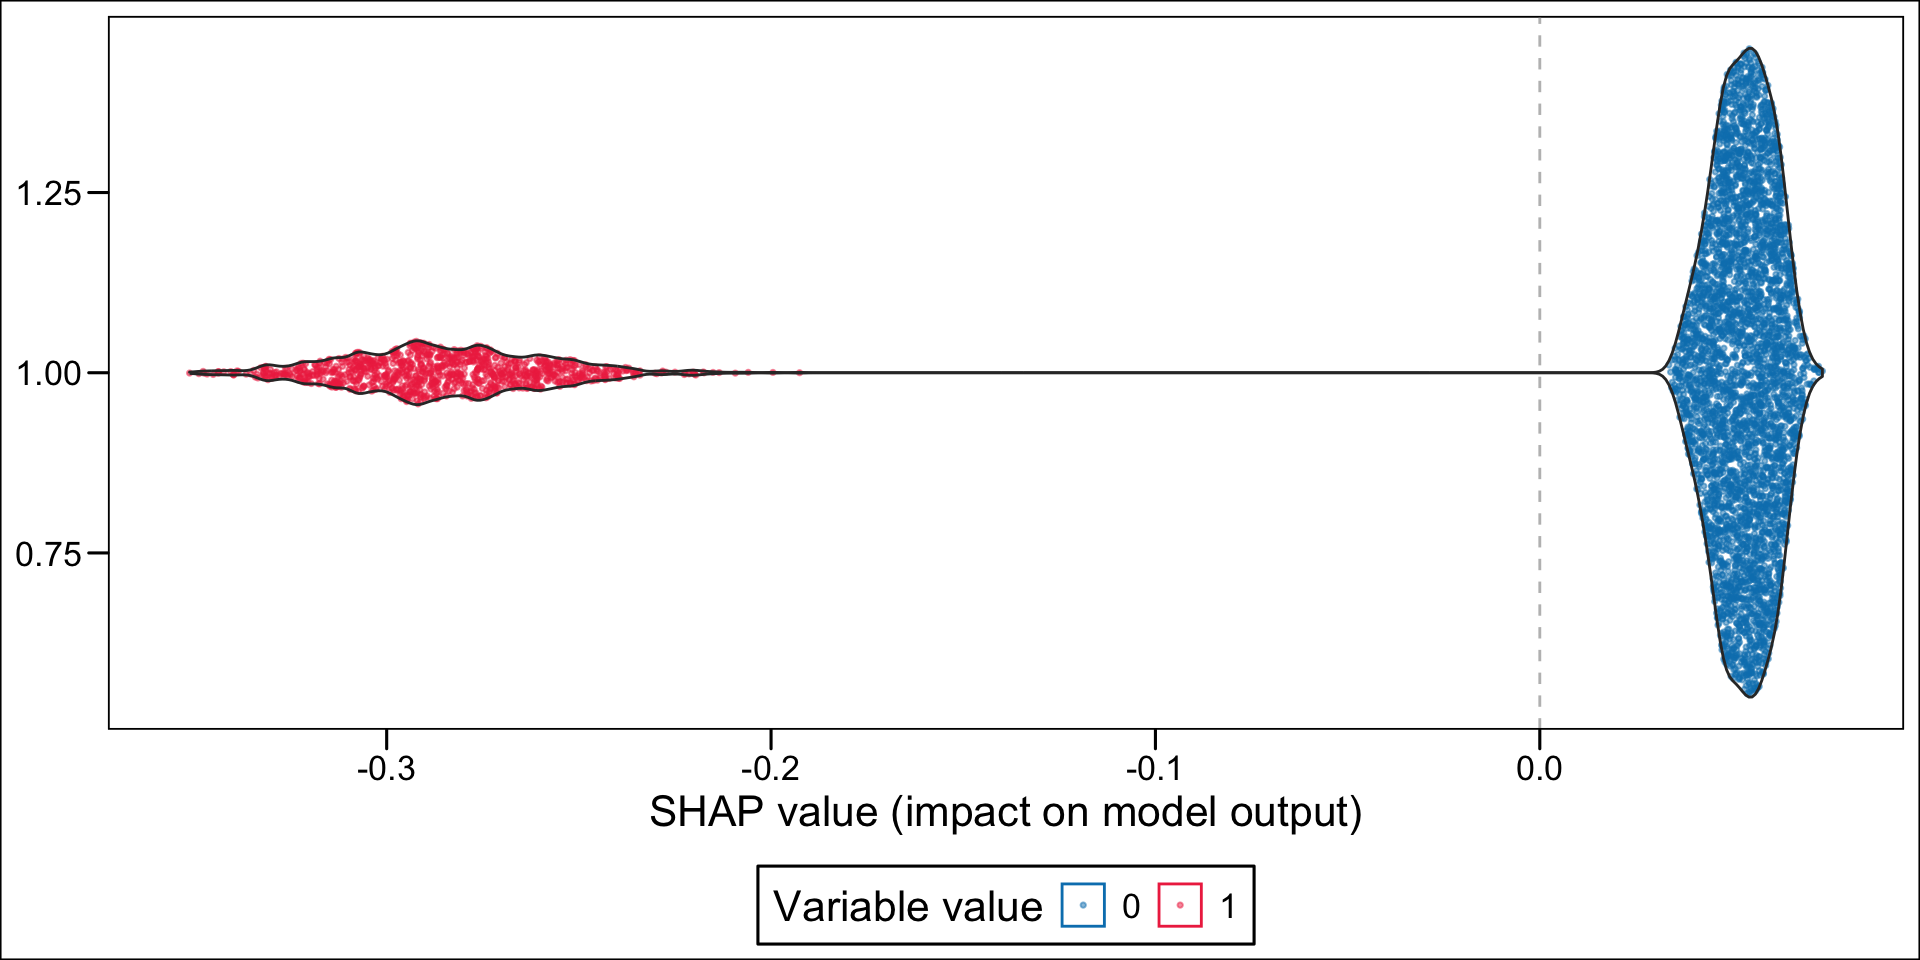 1.25
1.00
0.75
-0.3 -0.2 -0.1 0.0
SHAP value (impact on model output)
Variable value 0 1